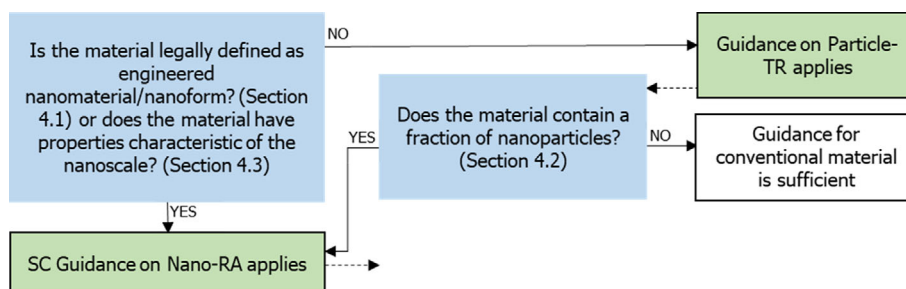 Is the material legally defined as
engineered
nanomaterial/nanoform? (Section
4.1) or does the material have
properties characteristic of the
nanoscale? (Section 4.3)
NO
Guidance on Particle-
TR applies
Does the material contain a
fraction of nanoparticles?
(Section 4.2)
YES
NO
Guidance for
conventional material
is sufficient
YES
SC Guidance on Nano-RA applies